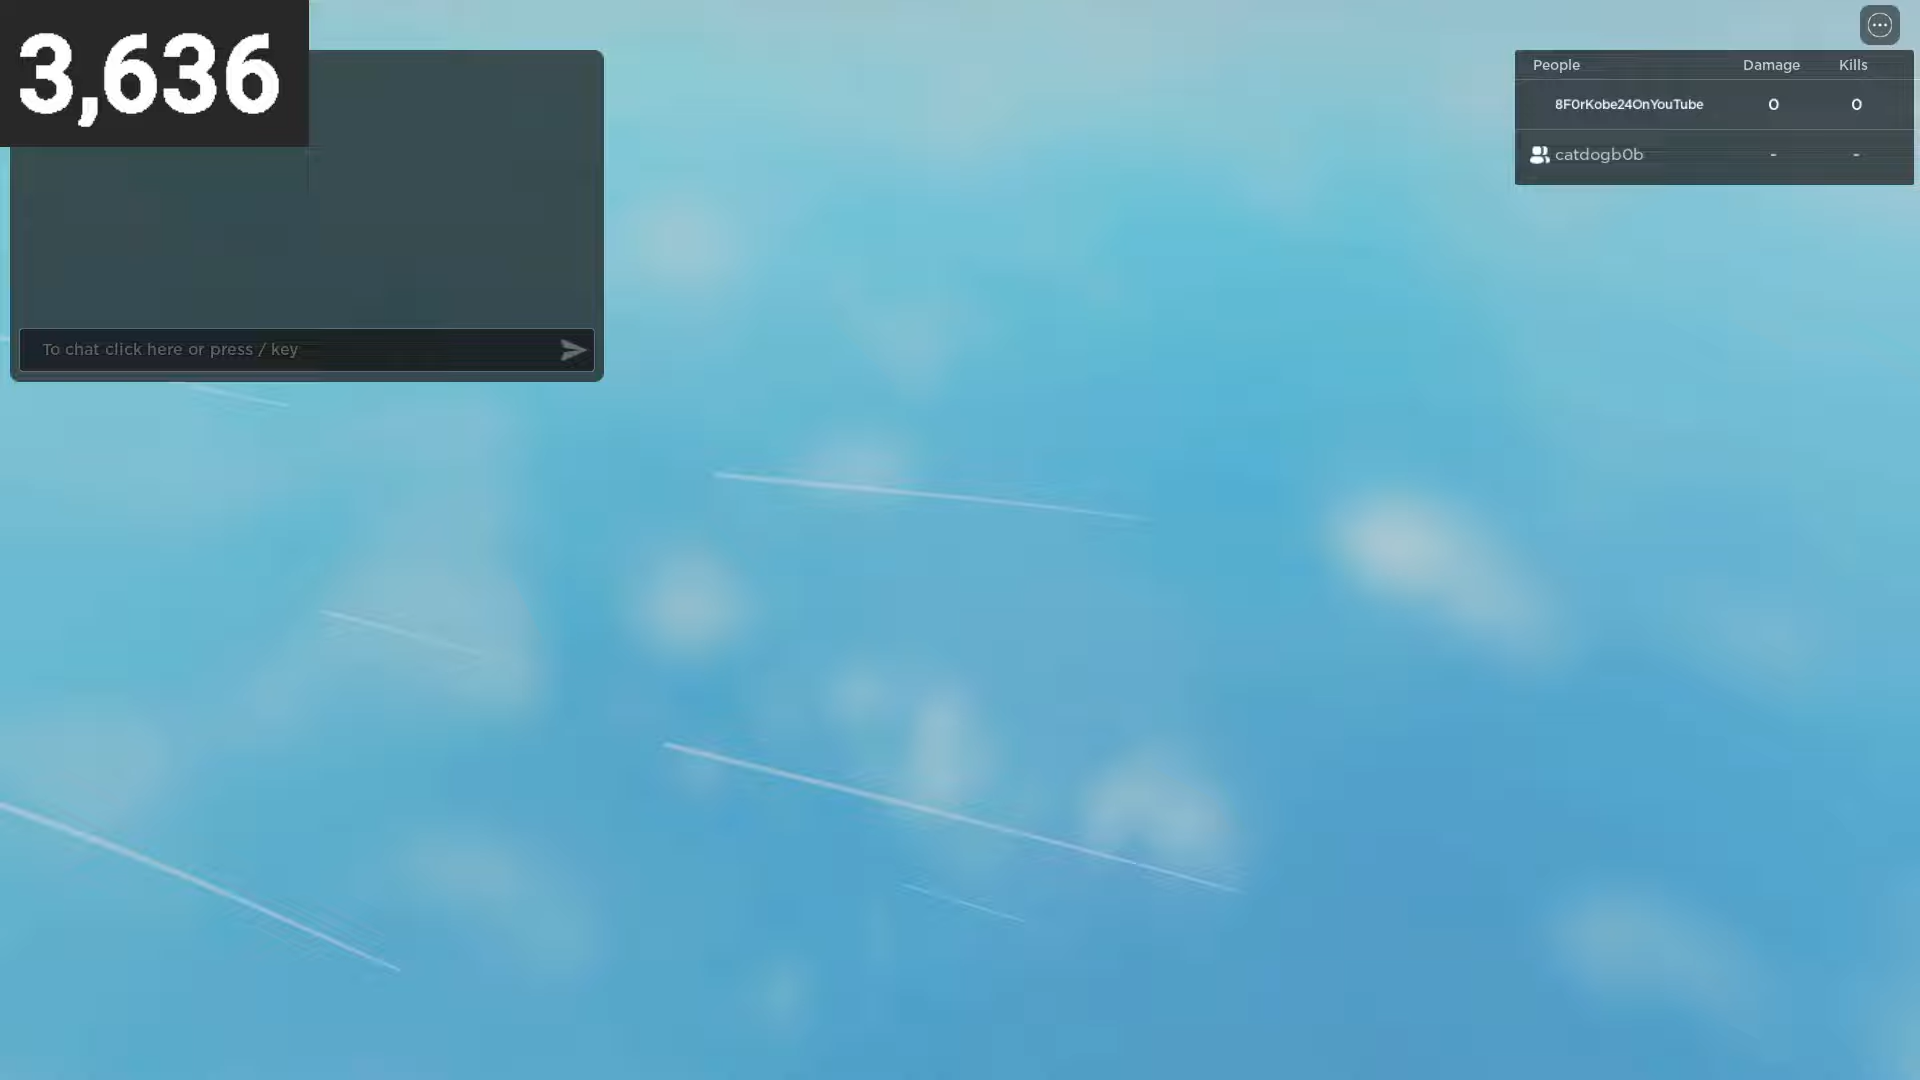 3,636
To chat click here or press / key
People Damage Kills
8F0rKobe24OnYouTube 0 0
catdogb0b - -